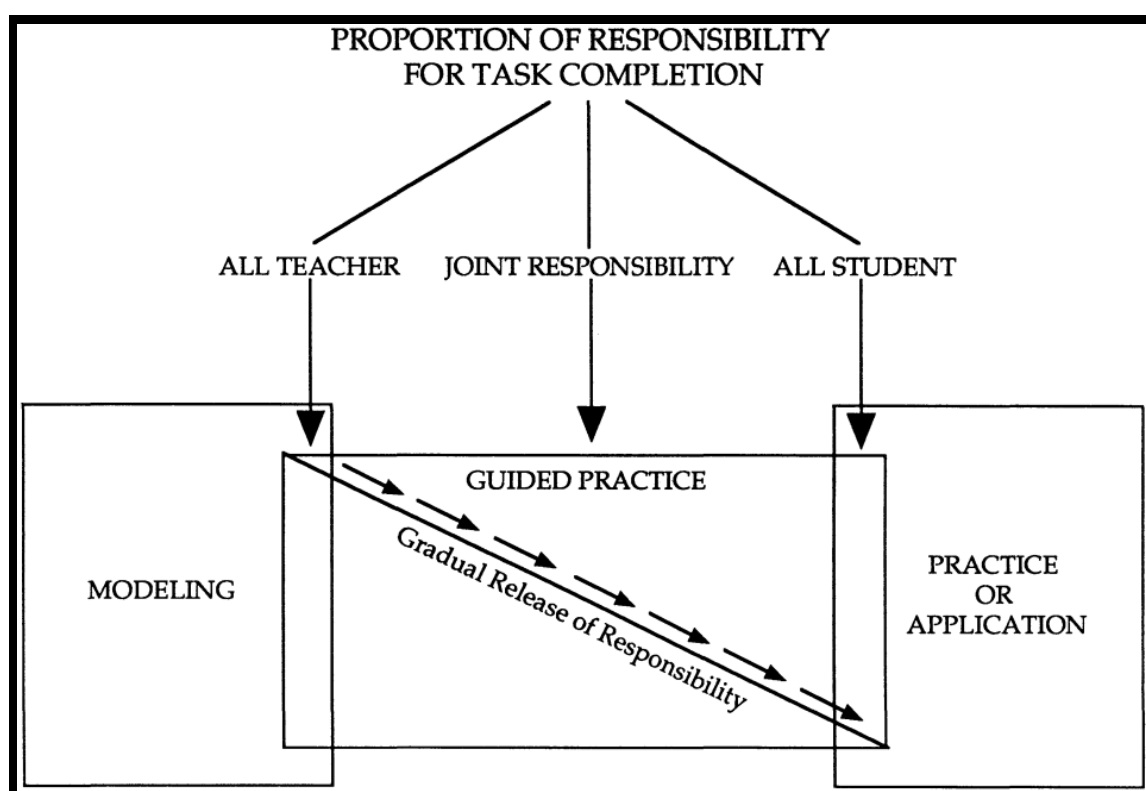 PROPORTION OF RESPONSIBILITY
FOR TASK COMPLETION
ALL TEACHER
JOINT RESPONSIBILITY
ALL STUDENT
GUIDED PRACTICE
Gradual Release of Responsibility
MODELING
PRACTICE
OR
APPLICATION